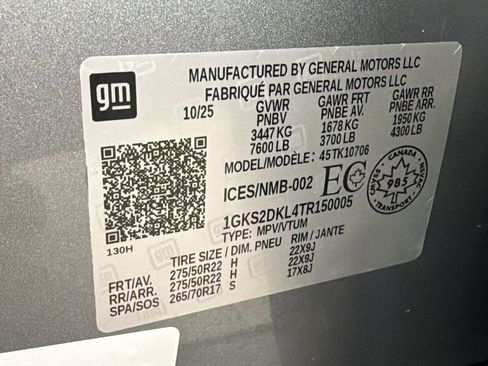 gm
MANUFACTURED BY GENERAL MOTORS LLC
FABRIQUÉ PAR GENERAL MOTORS LLC
10/25 GVWR GAWR FRT GAWR RR
PNBV PNBE AV. PNBE ARR.
3447 KG 1678 KG 1950 KG
7600 LB 3700 LB 4300 LB
MODEL/MODÈLE: 45TK10706
ICES/NMB-002 EC
CANADA
CMVSS 985 NSVAC
1GKS2DKL4TR150005
TYPE: MPV/VTUM
130H
TIRE SIZE / DIM. PNEU RIM / JANTE
FRT/AV. 275/50R22 H 22X9J
RR/ARR. 275/50R22 H 22X9J
SPA/SOS 265/70R17 S 17X8J